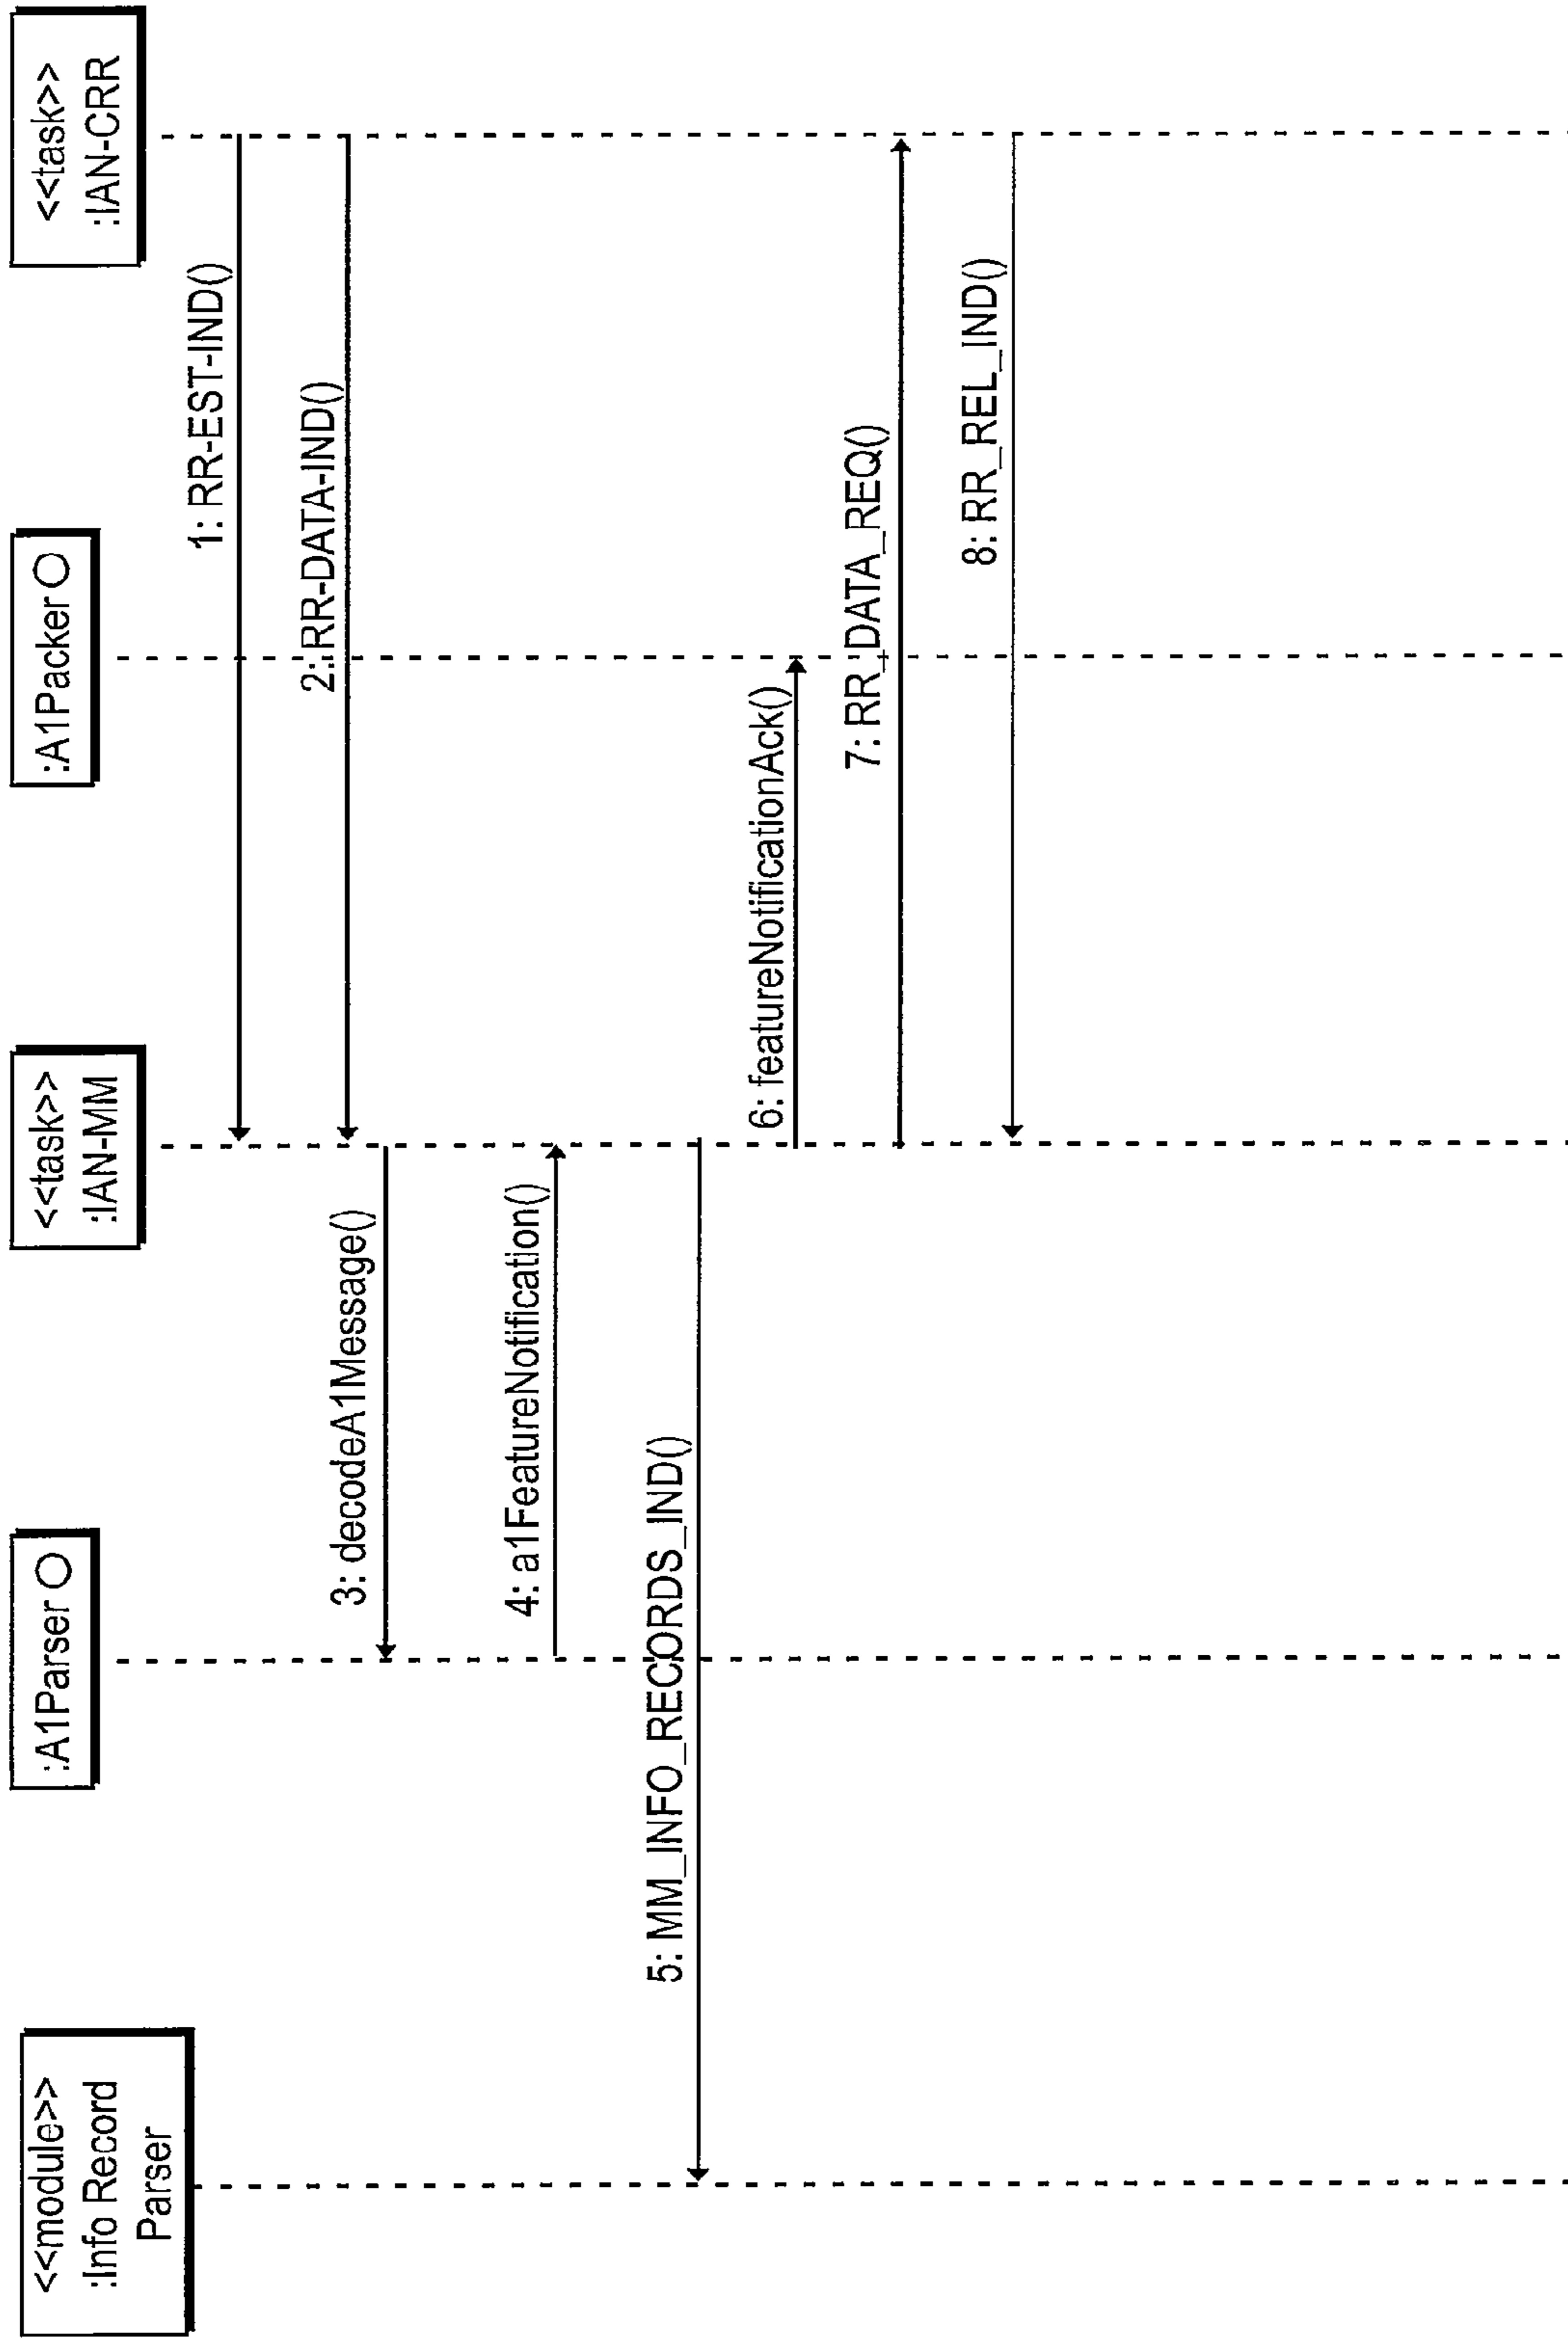 <<module>>
:Info Record
Parser
:A1Parser
<<task>>
:IAN-MM
:A1Packer
<<task>>
:IAN-CRR
1: RR-EST-IND()
2: RR-DATA-IND()
3: decodeA1Message()
4: a1FeatureNotification()
5: MM_INFO_RECORDS_IND()
6: featureNotificationAck()
7: RR_DATA_REQ()
8: RR_REL_IND()